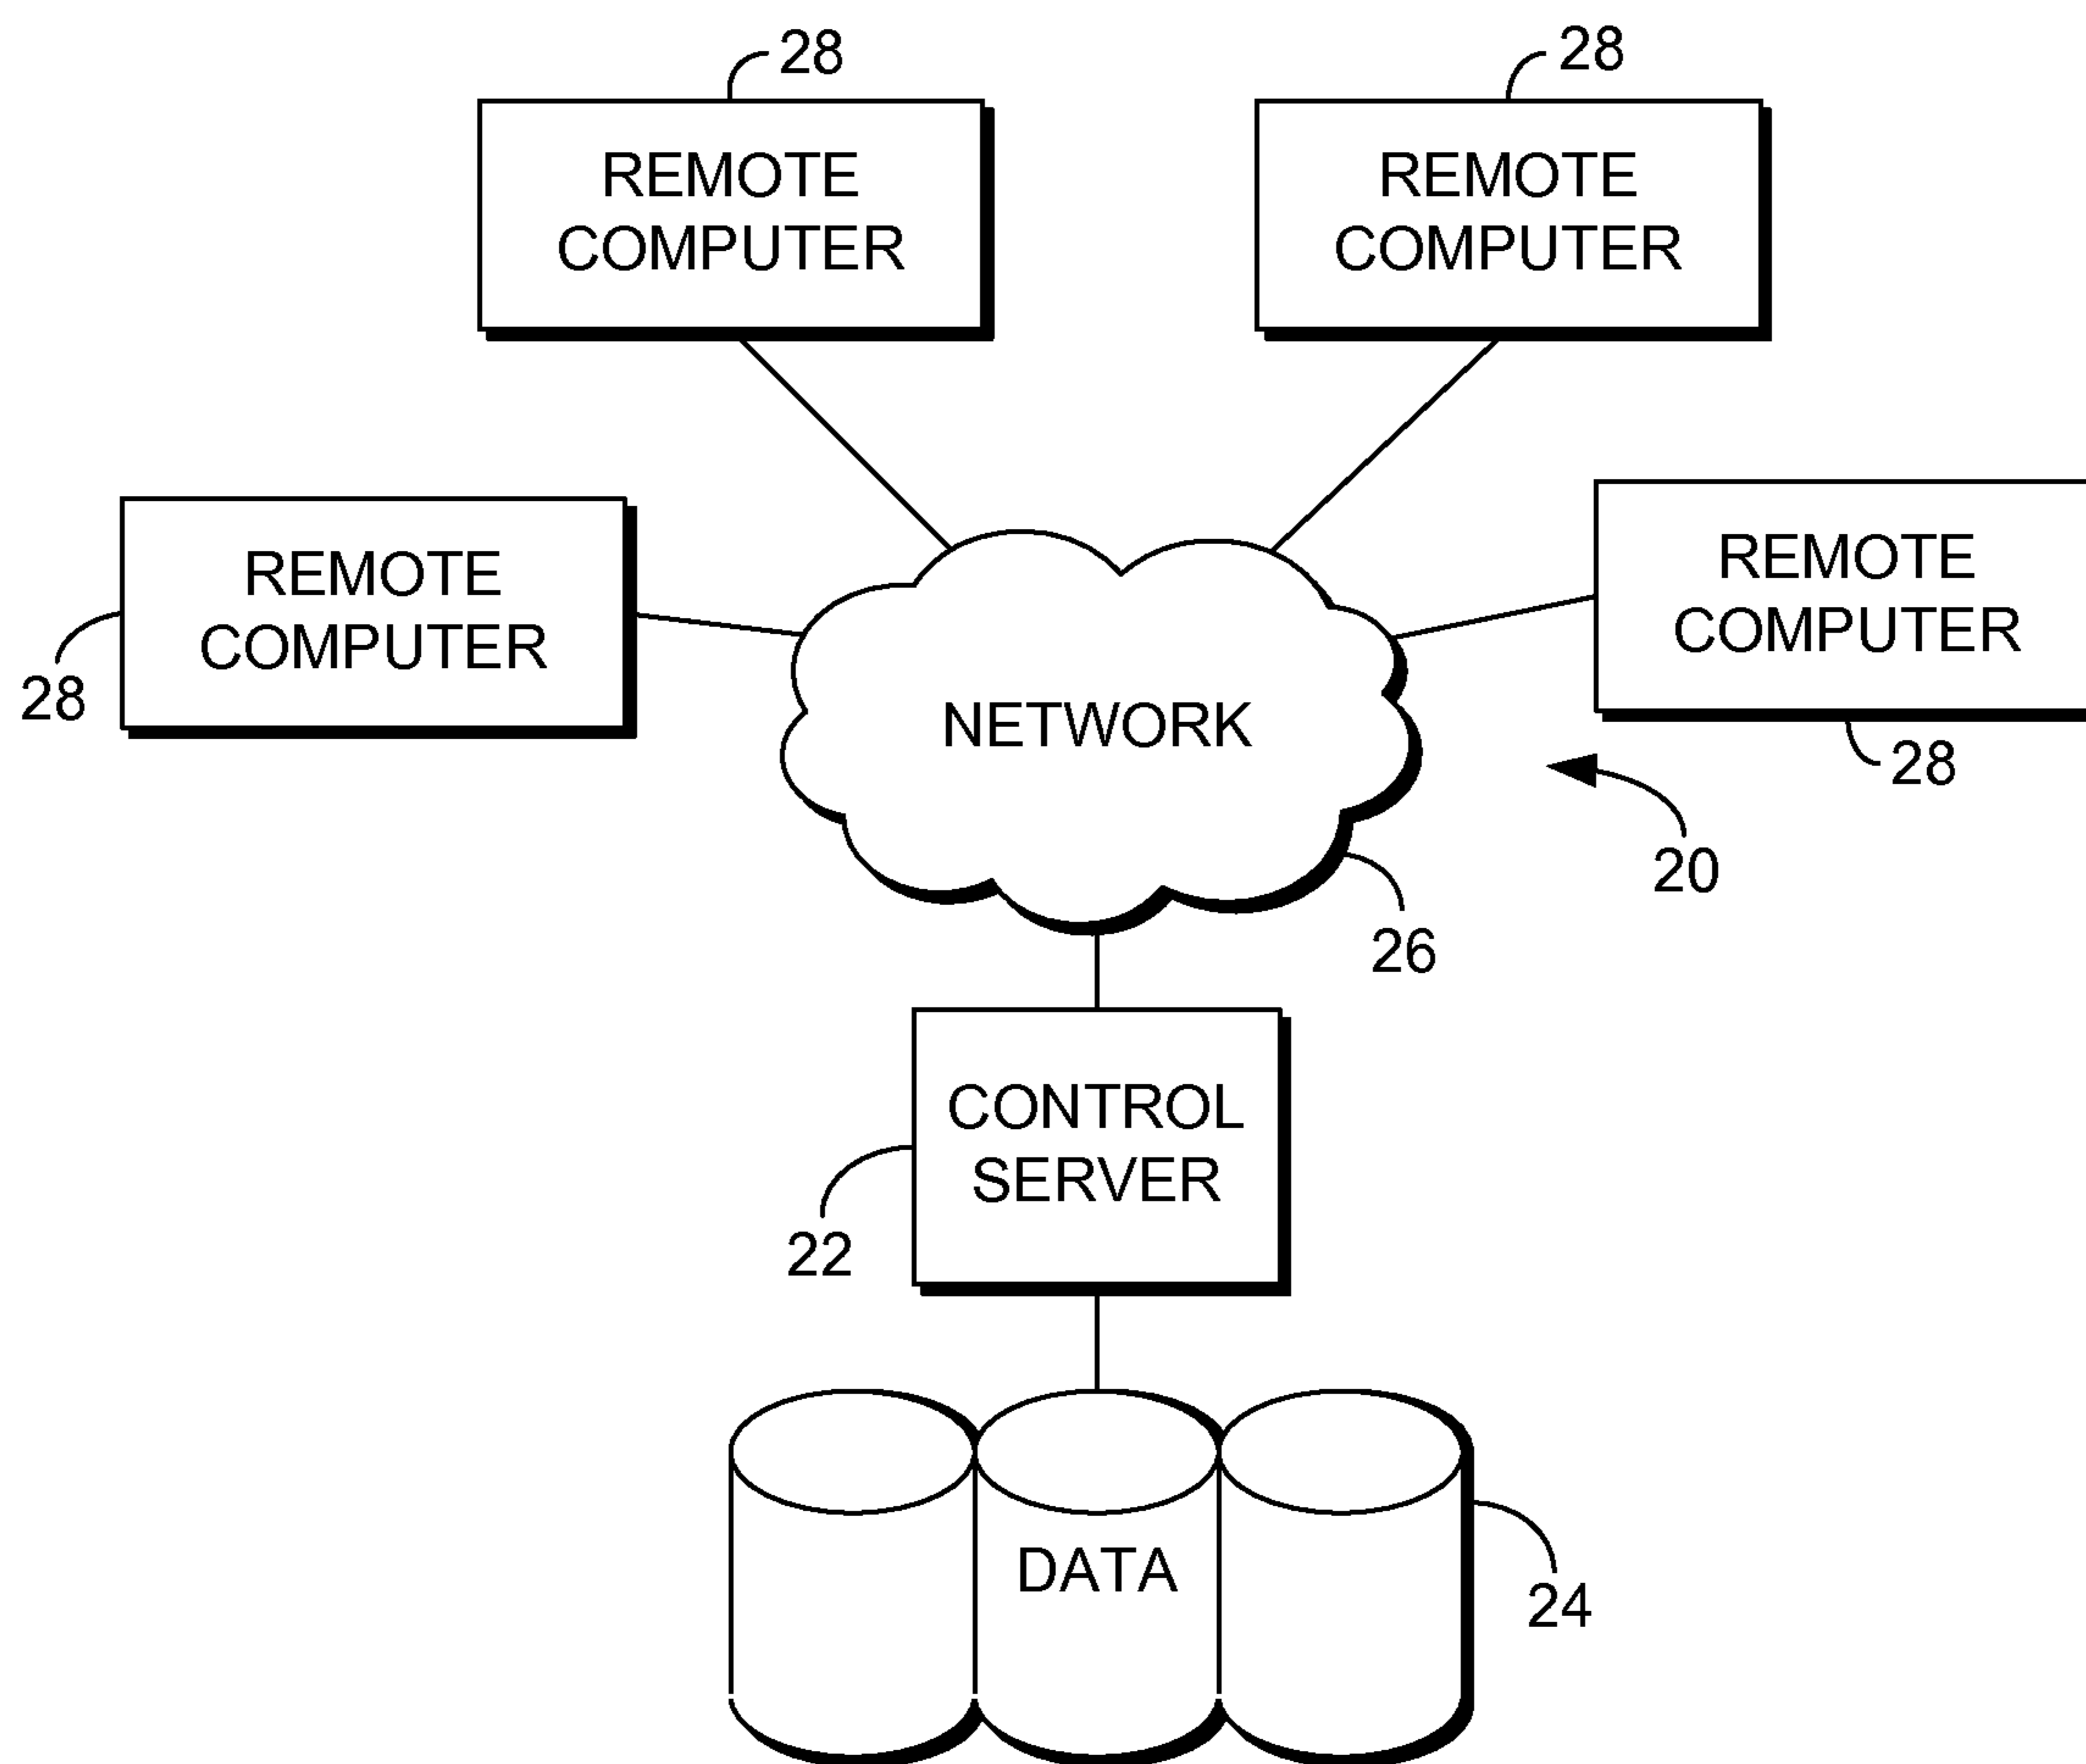 28
28
REMOTE
COMPUTER
REMOTE
COMPUTER
REMOTE
COMPUTER
REMOTE
COMPUTER
28
28
NETWORK
20
26
CONTROL
SERVER
22
DATA
24